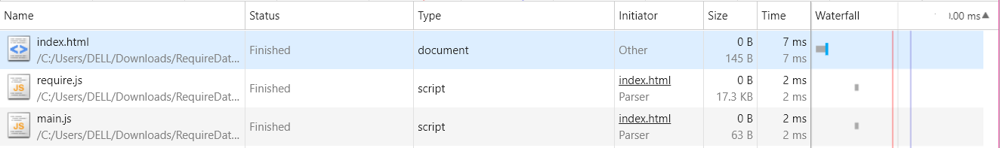 Name Status Type Initiator Size Time Waterfall .00 ms▲
index.html Finished document Other 0 B 7 ms
/C:/Users/DELL/Downloads/RequireDat... 145 B 7 ms
require.js Finished script index.html 0 B 2 ms
/C:/Users/DELL/Downloads/RequireDat... Parser 17.3 KB 2 ms
main.js Finished script index.html 0 B 2 ms
/C:/Users/DELL/Downloads/RequireDat... Parser 63 B 2 ms